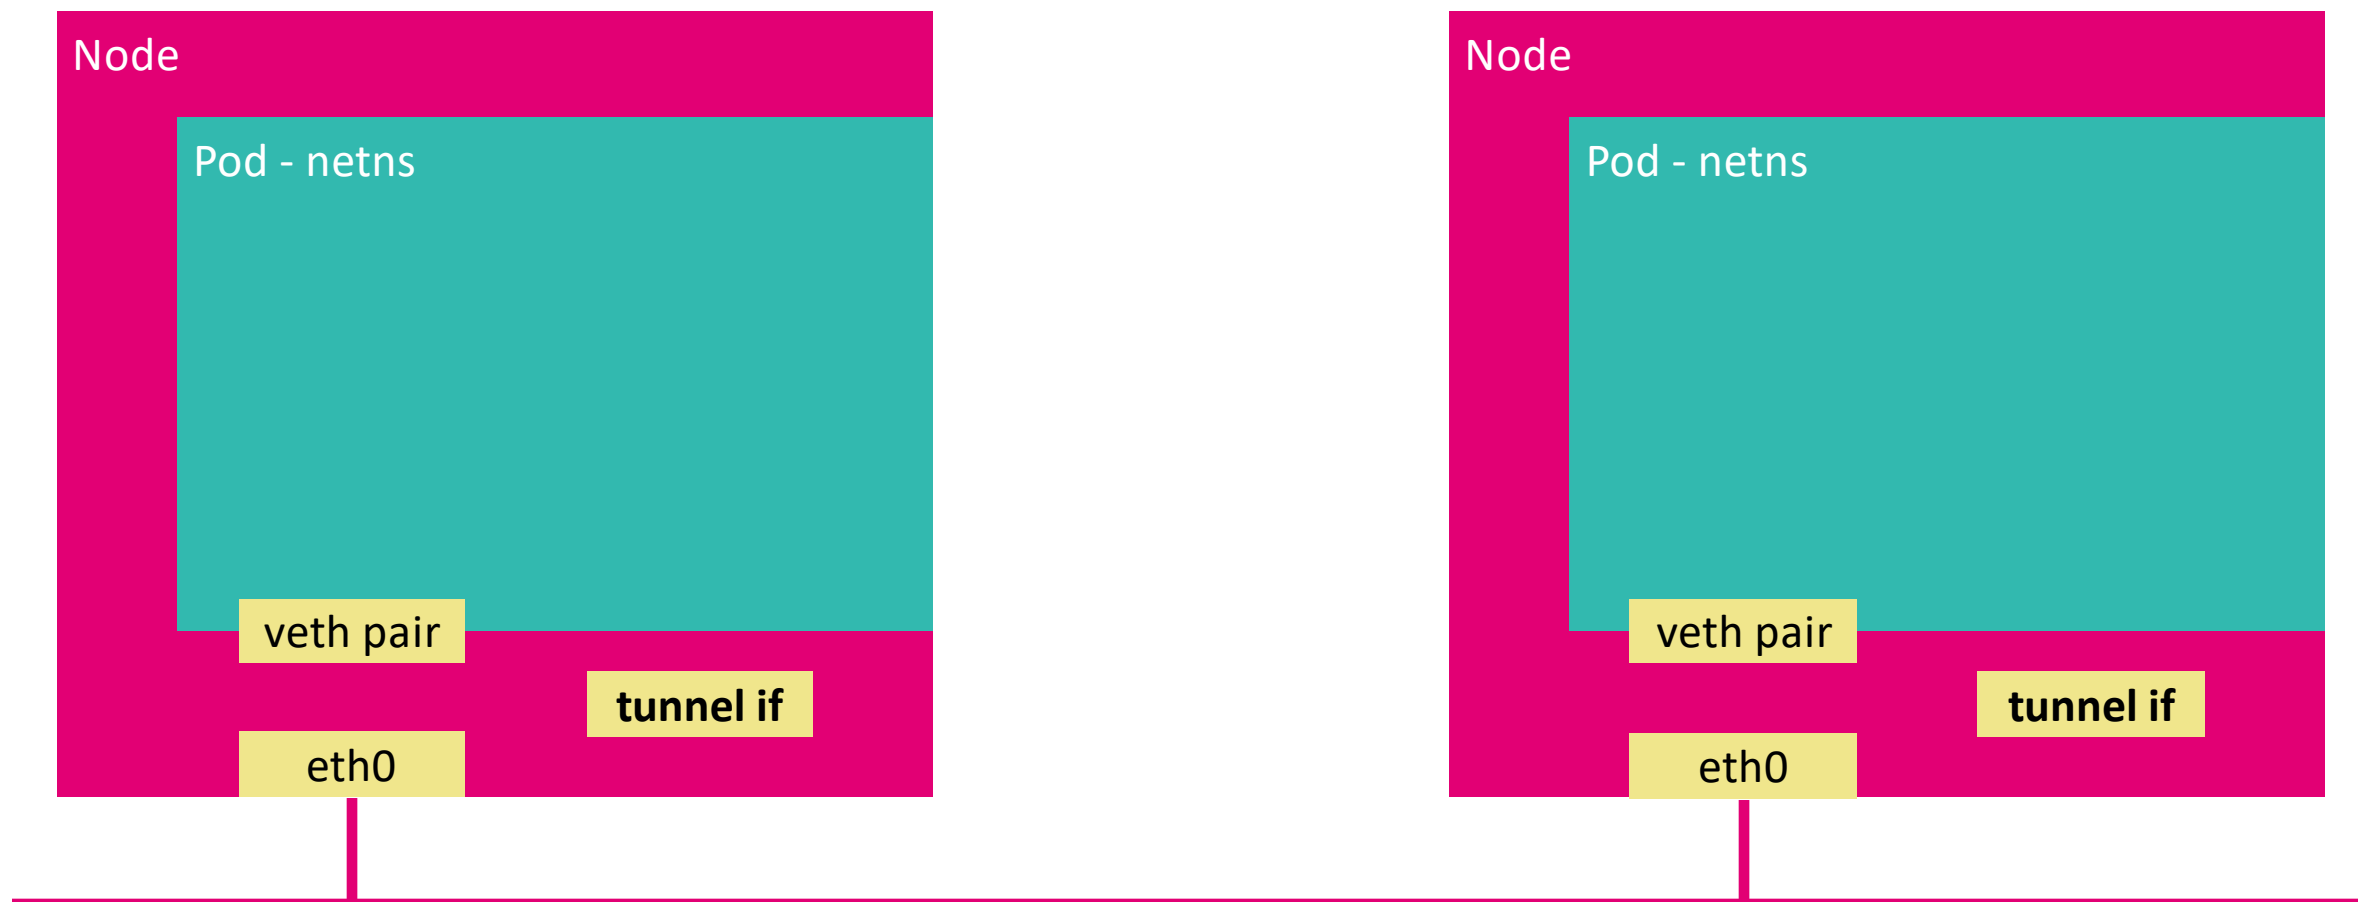 Node
Pod - netns
veth pair
tunnel if
eth0
Node
Pod - netns
veth pair
tunnel if
eth0